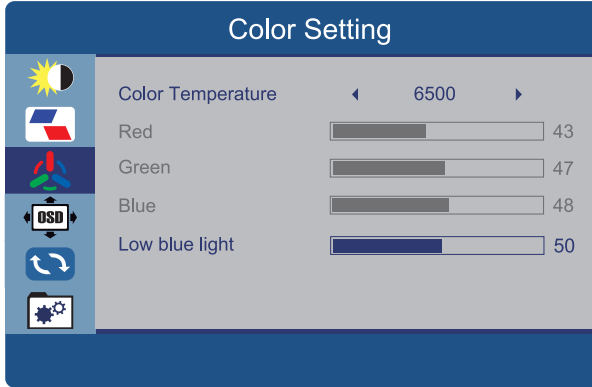 Color Setting
Color Temperature 6500
Red 43
Green 47
Blue 48
OSD
Low blue light 50